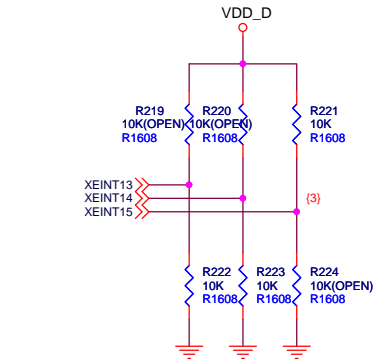 VDD_D
R219 R220 R221
10K(OPEN) 10K(OPEN) 10K
R1608 R1608 R1608
XEINT13
XEINT14 {3}
XEINT15
R222 R223 R224
10K 10K 10K(OPEN)
R1608 R1608 R1608